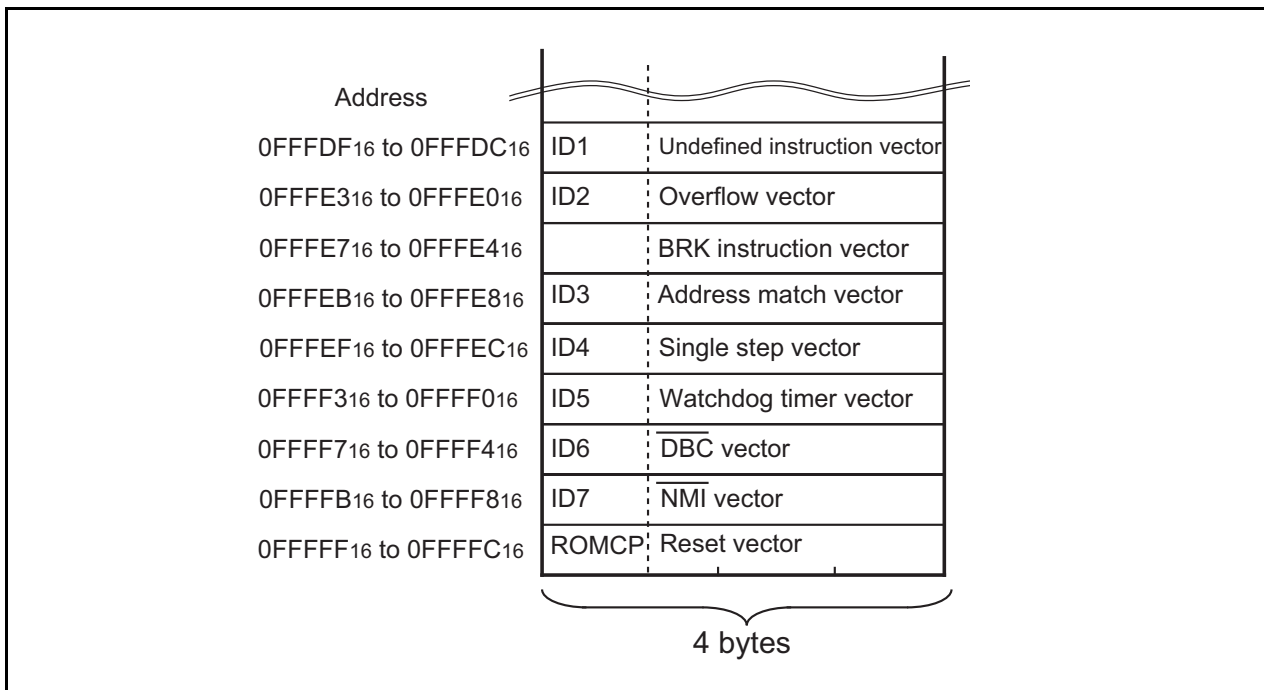 Address
0FFFDF16 to 0FFFDC16 ID1 Undefined instruction vector
0FFFE316 to 0FFFE016 ID2 Overflow vector
0FFFE716 to 0FFFE416 BRK instruction vector
0FFFEB16 to 0FFFE816 ID3 Address match vector
0FFFEF16 to 0FFFEC16 ID4 Single step vector
0FFFF316 to 0FFFF016 ID5 Watchdog timer vector
0FFFF716 to 0FFFF416 ID6 DBC vector
0FFFFB16 to 0FFFF816 ID7 NMI vector
0FFFFF16 to 0FFFFC16 ROMCP Reset vector
4 bytes